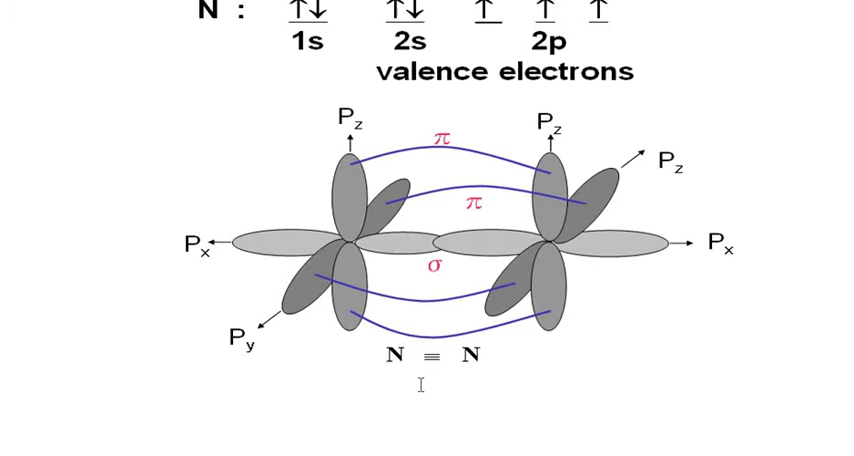 N : ↑↓ ↑↓ ↑ ↑ ↑
1s 2s 2p
valence electrons
Pz Pz
π
Pz
π
Px Px
σ
Py
N ≡ N